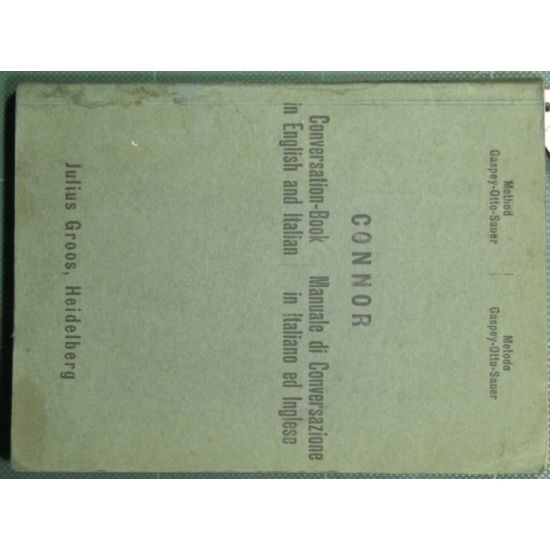 Method
Gaspey-Otto-Sauer
Metodo
Gaspey-Otto-Sauer
CONNOR
Conversation-Book
in English and Italian
Manuale di Conversazione
in Italiano ed Inglese
Julius Groos, Heidelberg